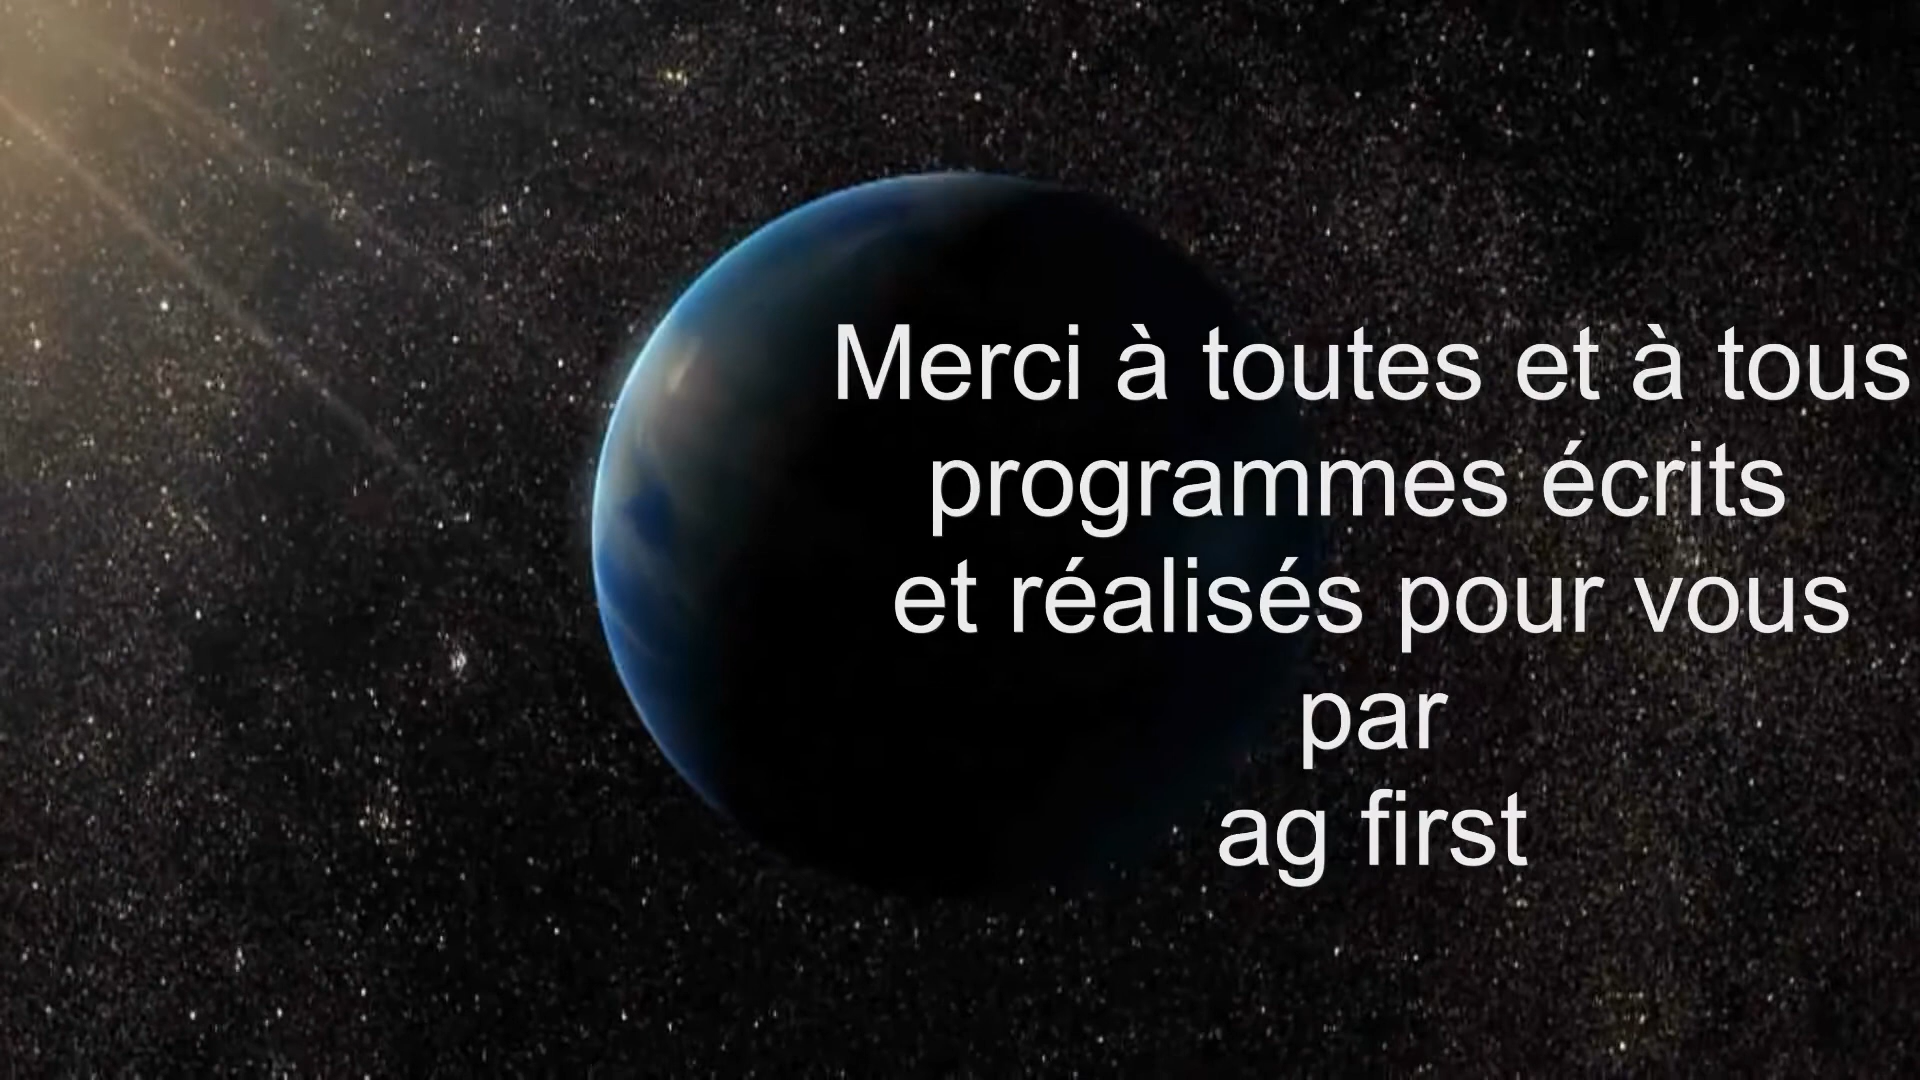 Merci à toutes et à tous
programmes écrits
et réalisés pour vous
par
ag first